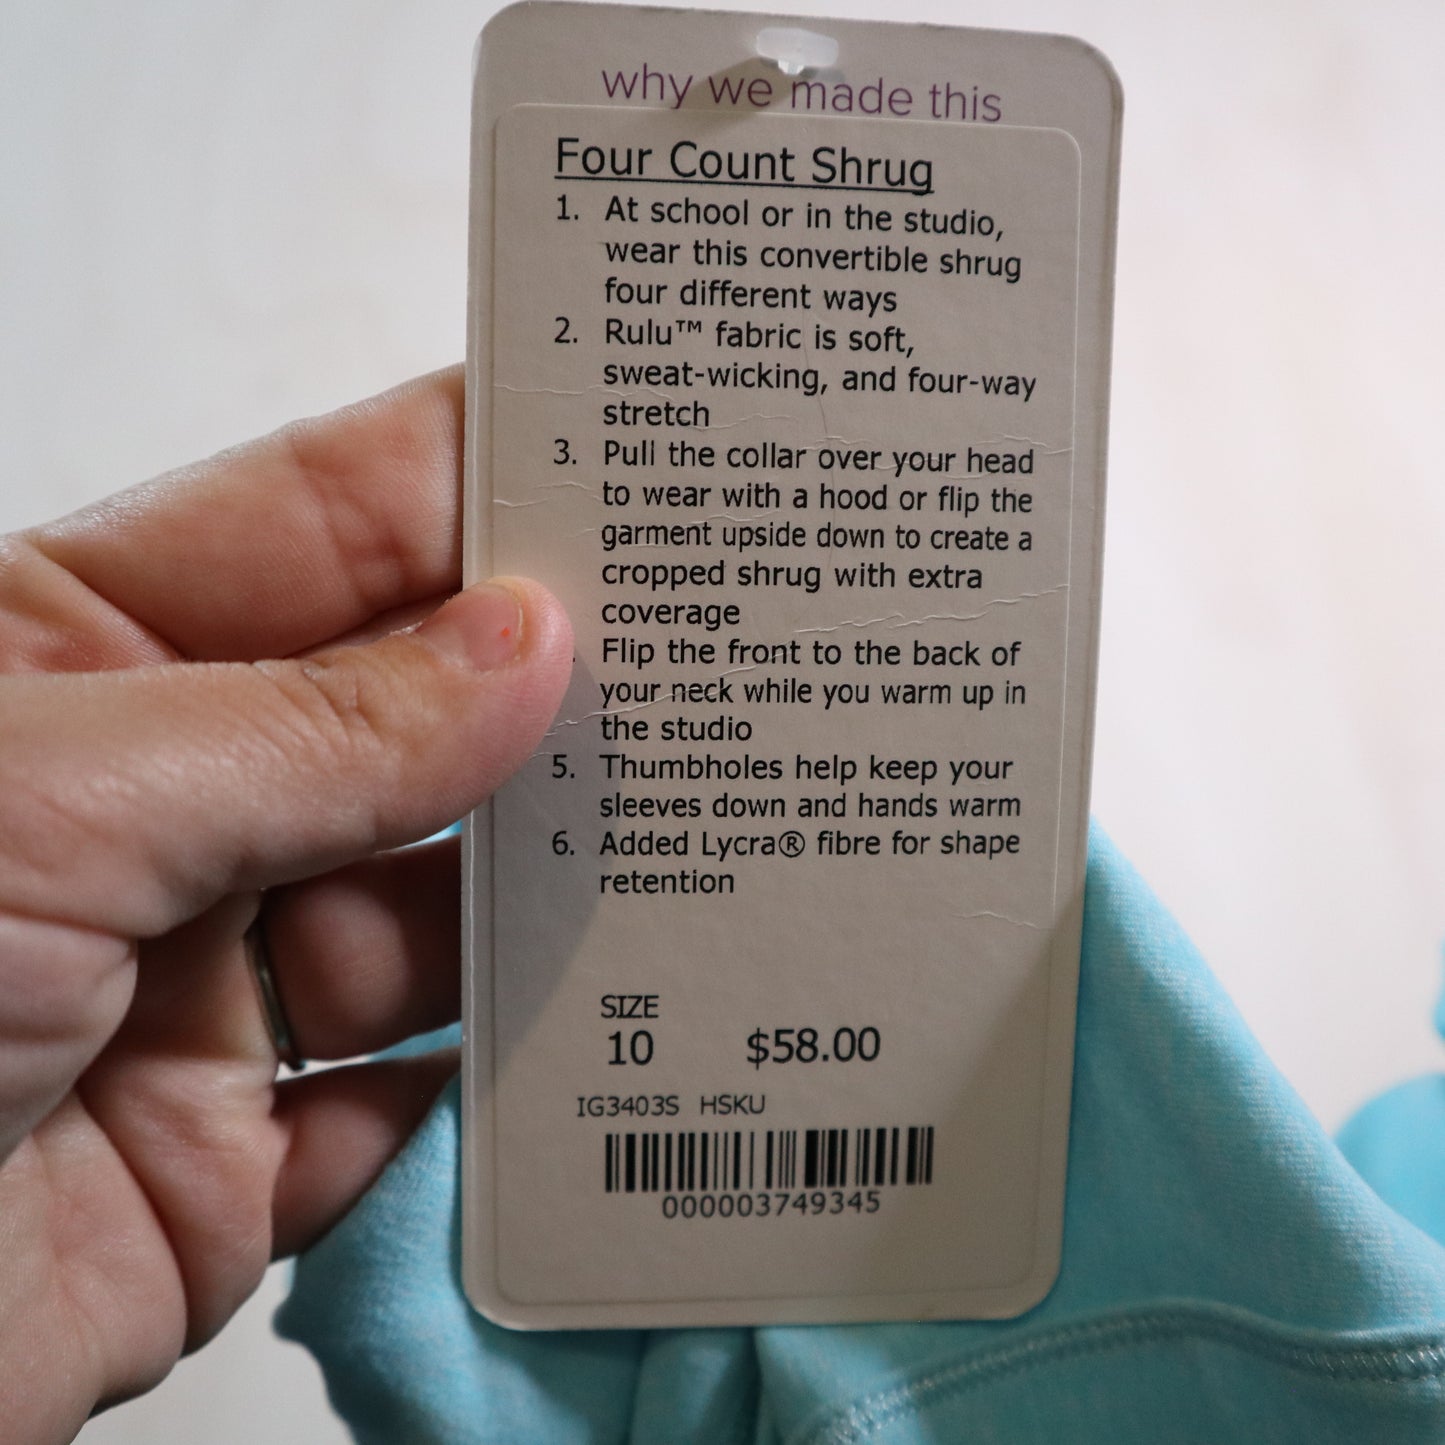 why we made this
Four Count Shrug
1. At school or in the studio,
wear this convertible shrug
four different ways
2. Rulu™ fabric is soft,
sweat-wicking, and four-way
stretch
3. Pull the collar over your head
to wear with a hood or flip the
garment upside down to create a
cropped shrug with extra
coverage
. Flip the front to the back of
your neck while you warm up in
the studio
5. Thumbholes help keep your
sleeves down and hands warm
6. Added Lycra® fibre for shape
retention
SIZE
10 $58.00
IG3403S HSKU
000003749345